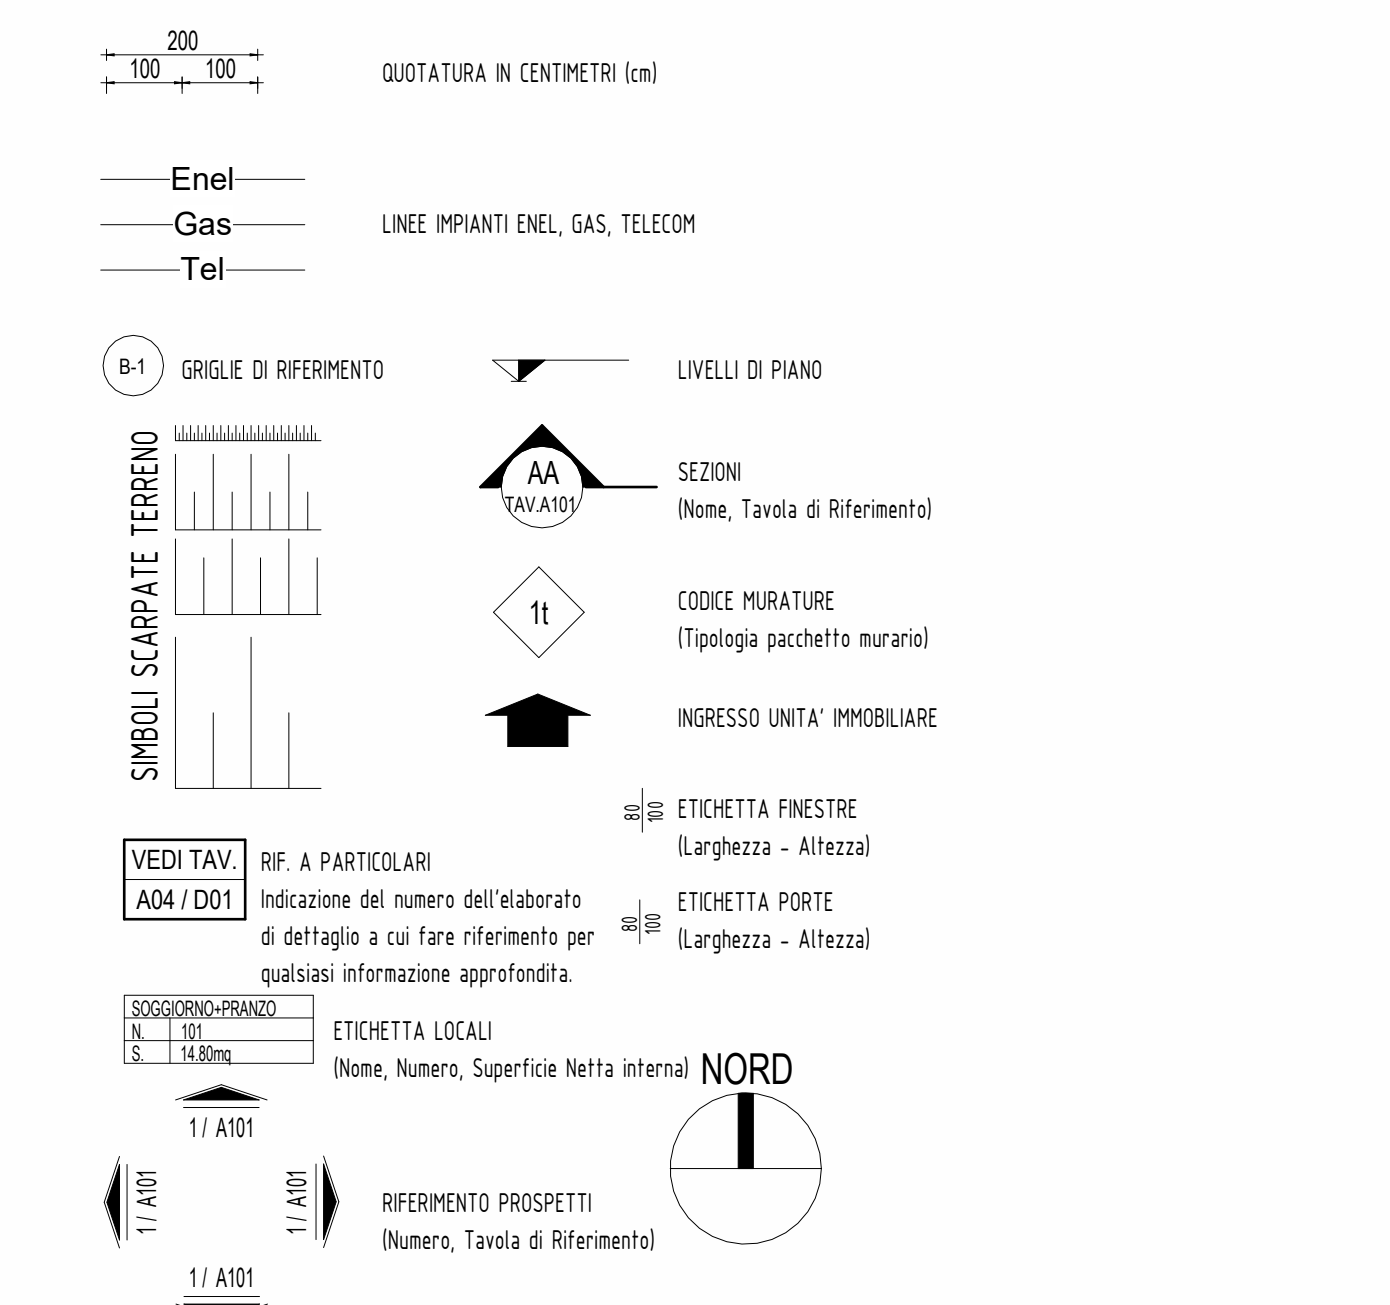 200
100 100
QUOTATURA IN CENTIMETRI (cm)
Enel
Gas
Tel
LINEE IMPIANTI ENEL, GAS, TELECOM
B-1
GRIGLIE DI RIFERIMENTO
LIVELLI DI PIANO
SIMBOLI SCARPATE TERRENO
AA
TAV.A101
SEZIONI
(Nome, Tavola di Riferimento)
1t
CODICE MURATURE
(Tipologia pacchetto murario)
INGRESSO UNITA' IMMOBILIARE
80
100
ETICHETTA FINESTRE
(Larghezza - Altezza)
80
100
ETICHETTA PORTE
(Larghezza - Altezza)
VEDI TAV.
A04 / D01
RIF. A PARTICOLARI
Indicazione del numero dell'elaborato
di dettaglio a cui fare riferimento per
qualsiasi informazione approfondita.
SOGGIORNO+PRANZO
N. 101
S. 14.80mq
ETICHETTA LOCALI
(Nome, Numero, Superficie Netta interna)
NORD
1 / A101
1 / A101
1 / A101
RIFERIMENTO PROSPETTI
(Numero, Tavola di Riferimento)
1 / A101